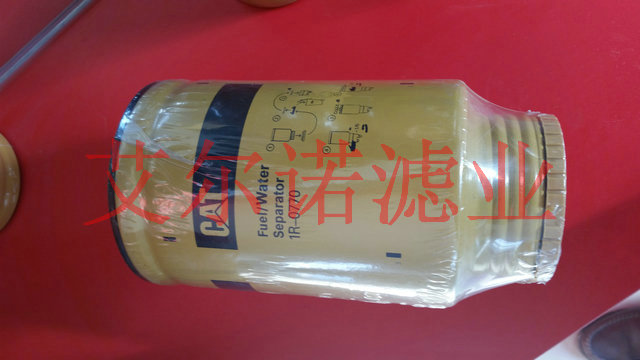 艾尔诺滤业
CAT
Fuel/Water
Separator
1R-0770